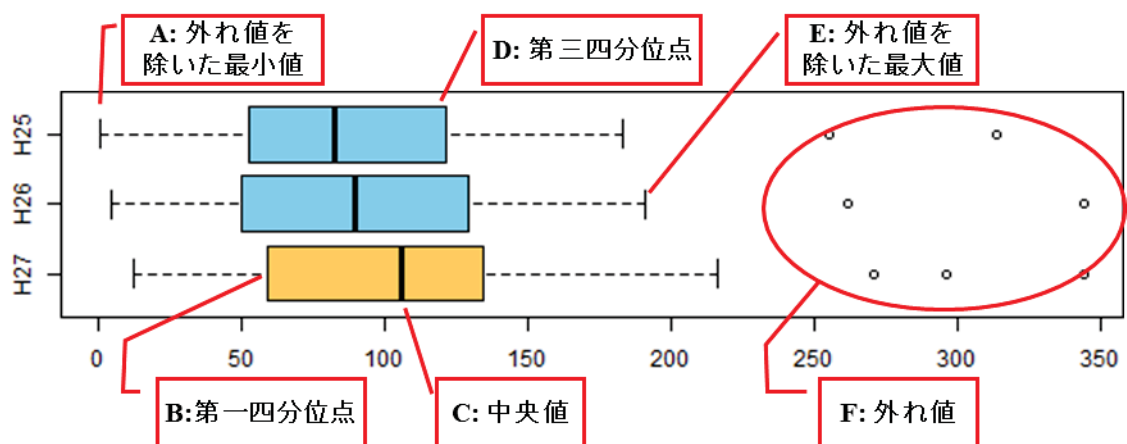 A: 外れ値を
除いた最小値
D: 第三四分位点
E: 外れ値を
除いた最大値
H25
H26
H27
0 50 100 150 200 250 300 350
B:第一四分位点
C: 中央値
F: 外れ値